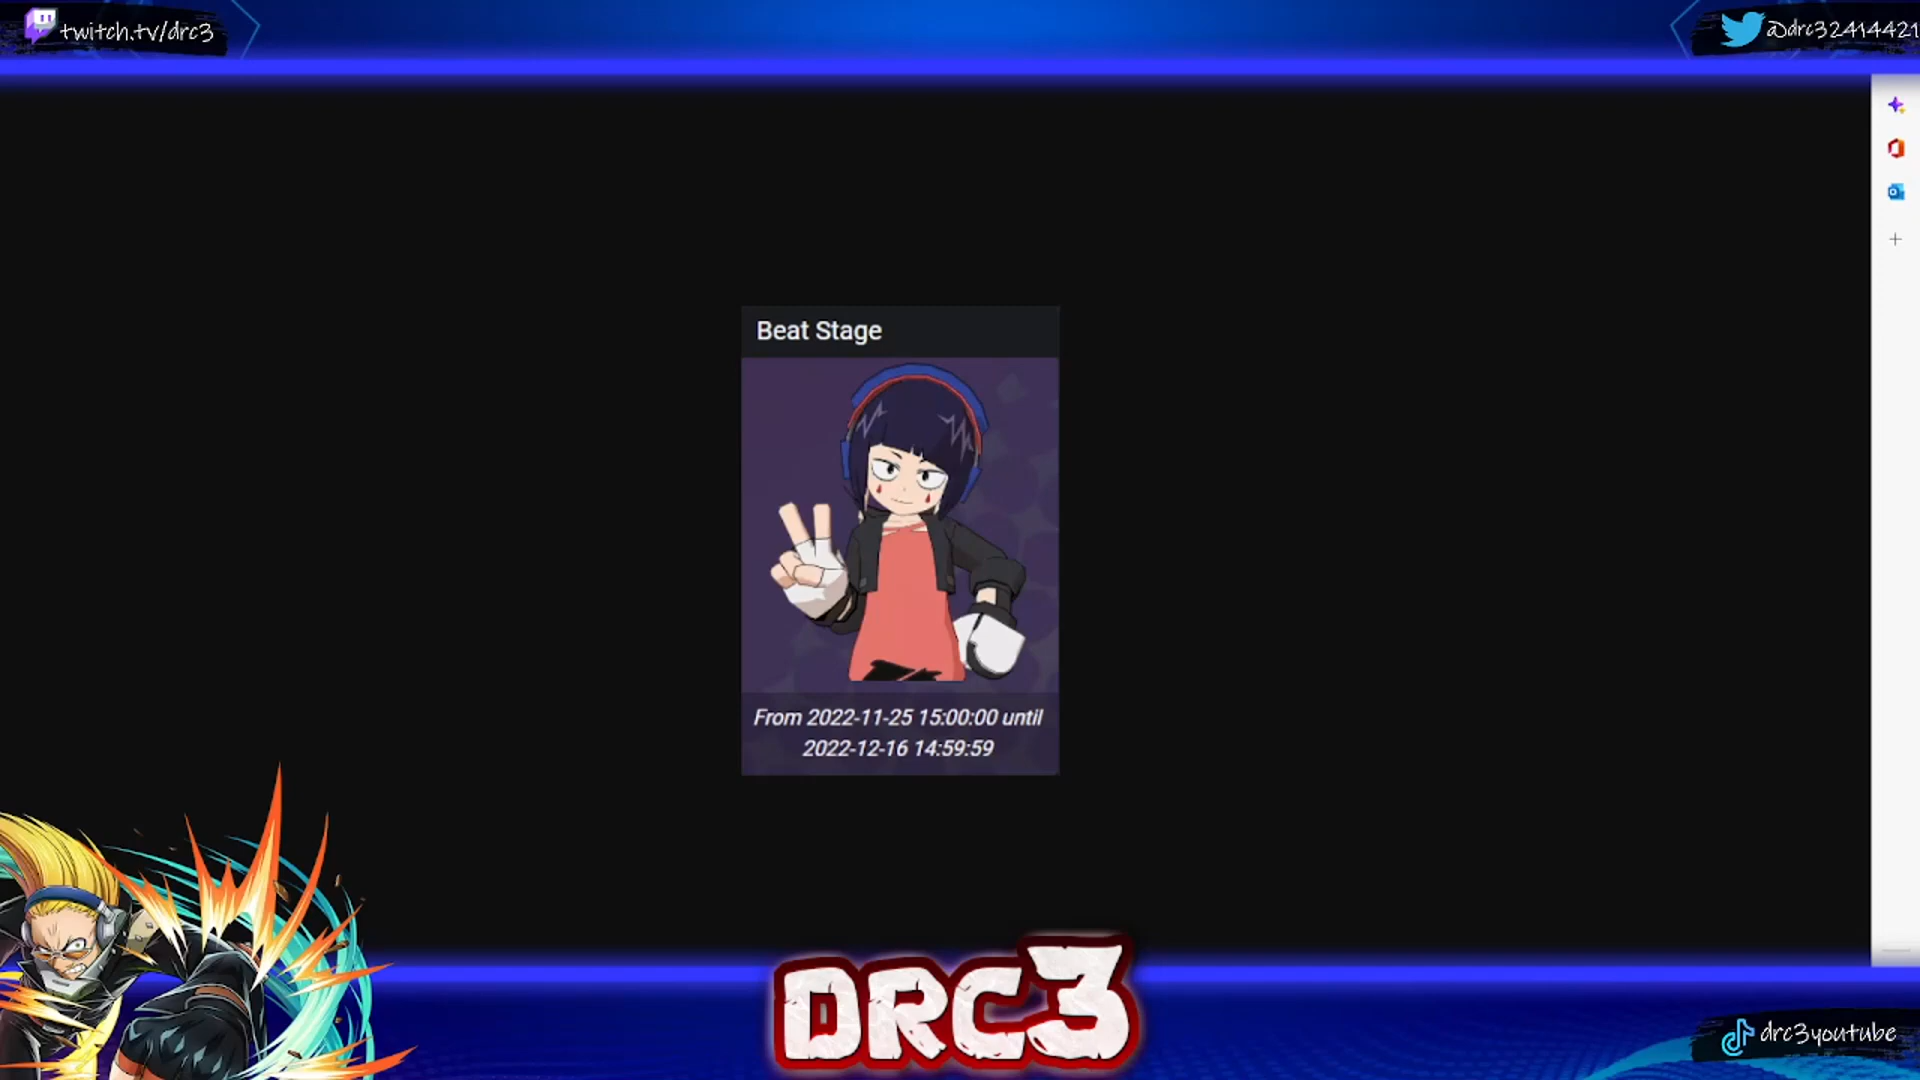 twitch.tv/drc3
@drc32414421
Beat Stage
From 2022-11-25 15:00:00 until
2022-12-16 14:59:59
DRC3
drc3youtube